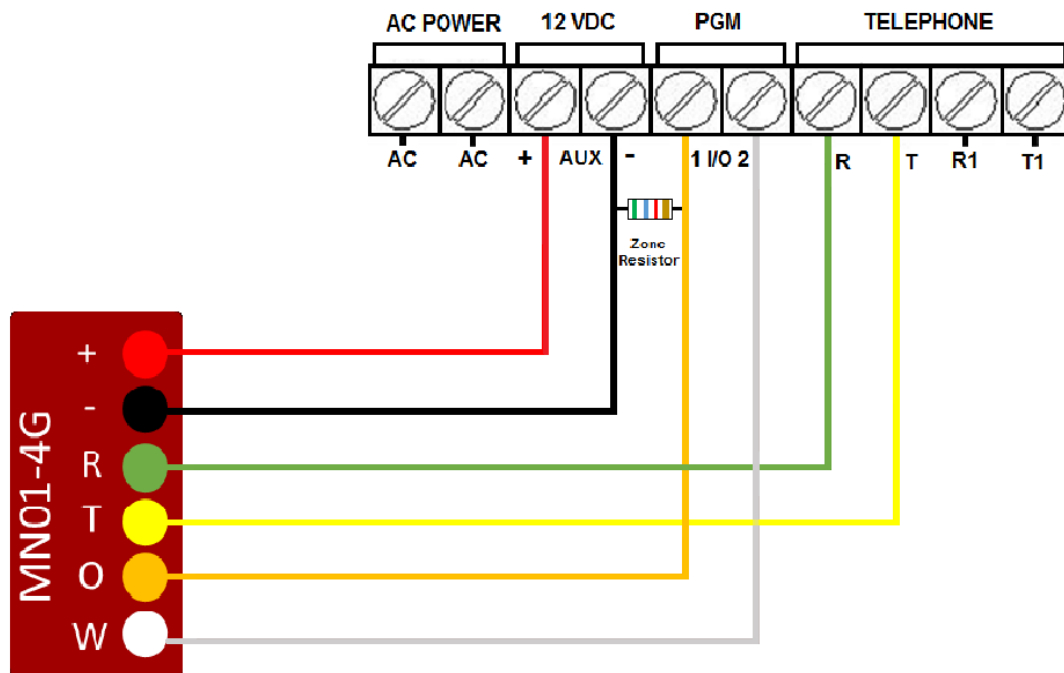 AC POWER 12 VDC PGM TELEPHONE
AC AC + AUX - 1 I/O 2 R T R1 T1
Zone
Resistor
MN01-4G
+
-
R
T
O
W